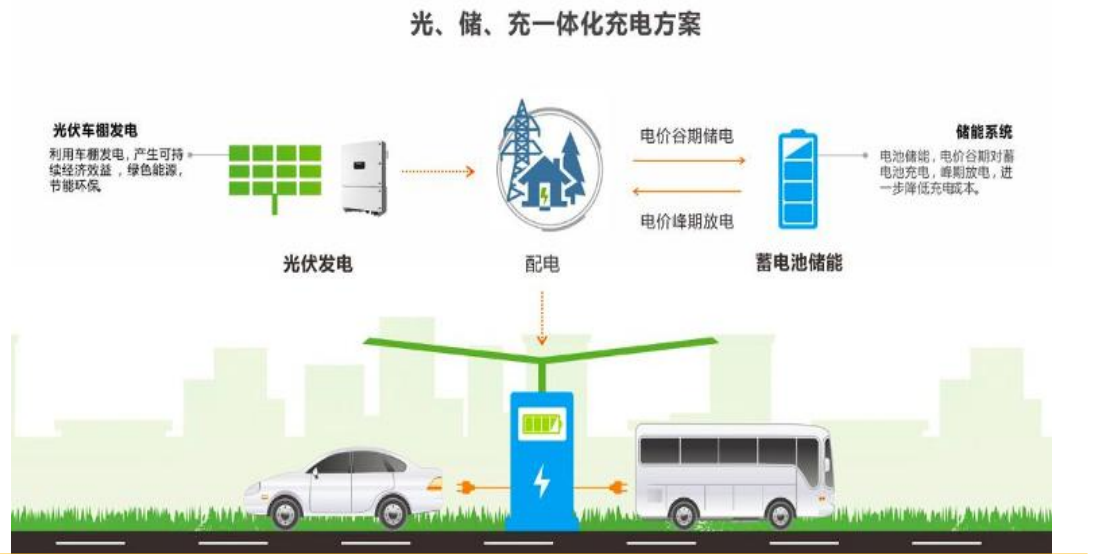 光、储、充一体化充电方案
光伏车棚发电
利用车棚发电，产生可持
续经济效益，绿色能源，
节能环保。
电价谷期储电
电价峰期放电
储能系统
电池储能，电价谷期对蓄
电池充电，峰期放电，进
一步降低充电成本。
光伏发电
配电
蓄电池储能